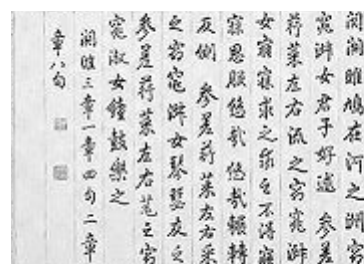 關關雎鳩在河之洲窈
窕淑女君子好逑 參差
荇菜左右流之窈窕淑
女寤寐求之求之不得寤
寐思服悠哉悠哉輾轉
反側 參差荇菜左右采
之窈窕淑女琴瑟友之
參差荇菜左右芼之窈
窕淑女鐘鼓樂之
關雎三章一章四句二章
章八句